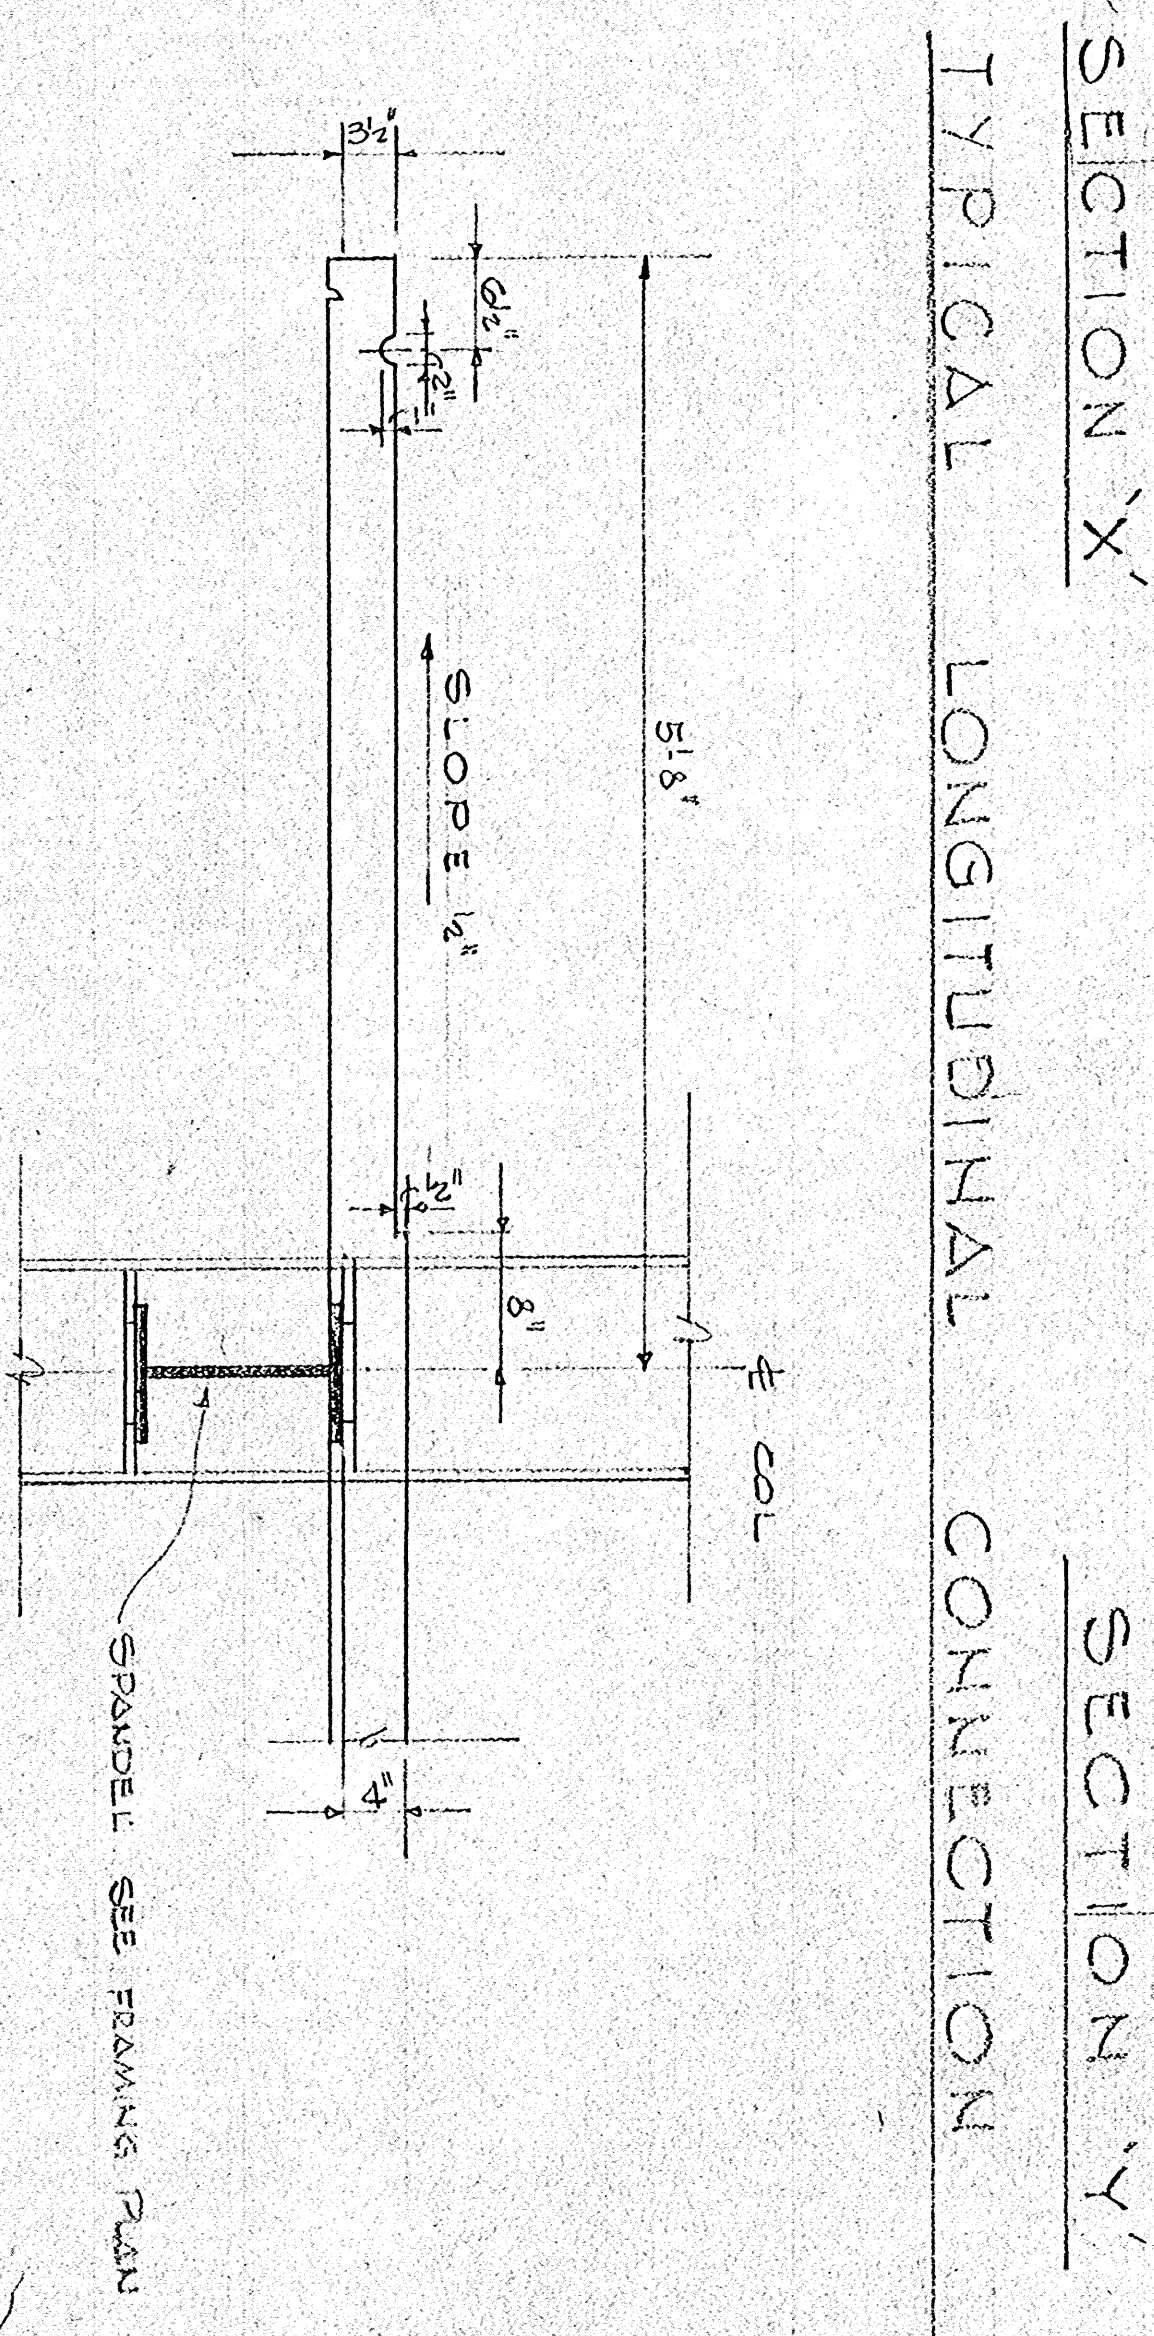 SECTION 'X'
SECTION 'Y'
TYPICAL LONGITUDINAL CONNECTION
℄ COL
5'-8"
6½"
8"
2"
1"
SLOPE ½"
½"
3½"
4"
SPANDEL SEE FRAMING PLAN